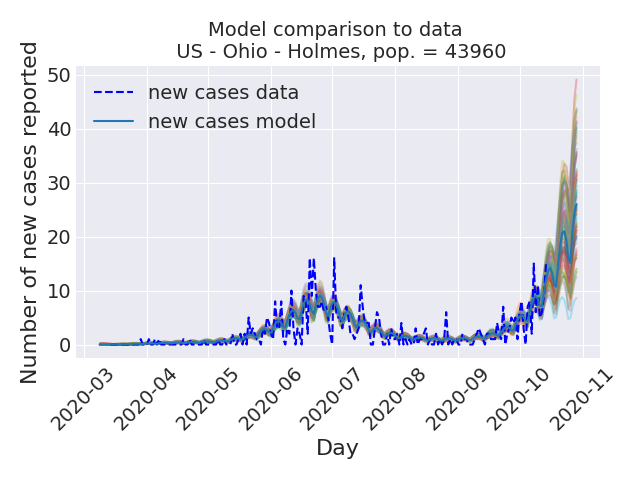 Model comparison to data
US - Ohio - Holmes, pop. = 43960
Number of new cases reported
50
40
30
20
10
0
new cases data
new cases model
2020-03
2020-04
2020-05
2020-06
2020-07
2020-08
2020-09
2020-10
2020-11
Day